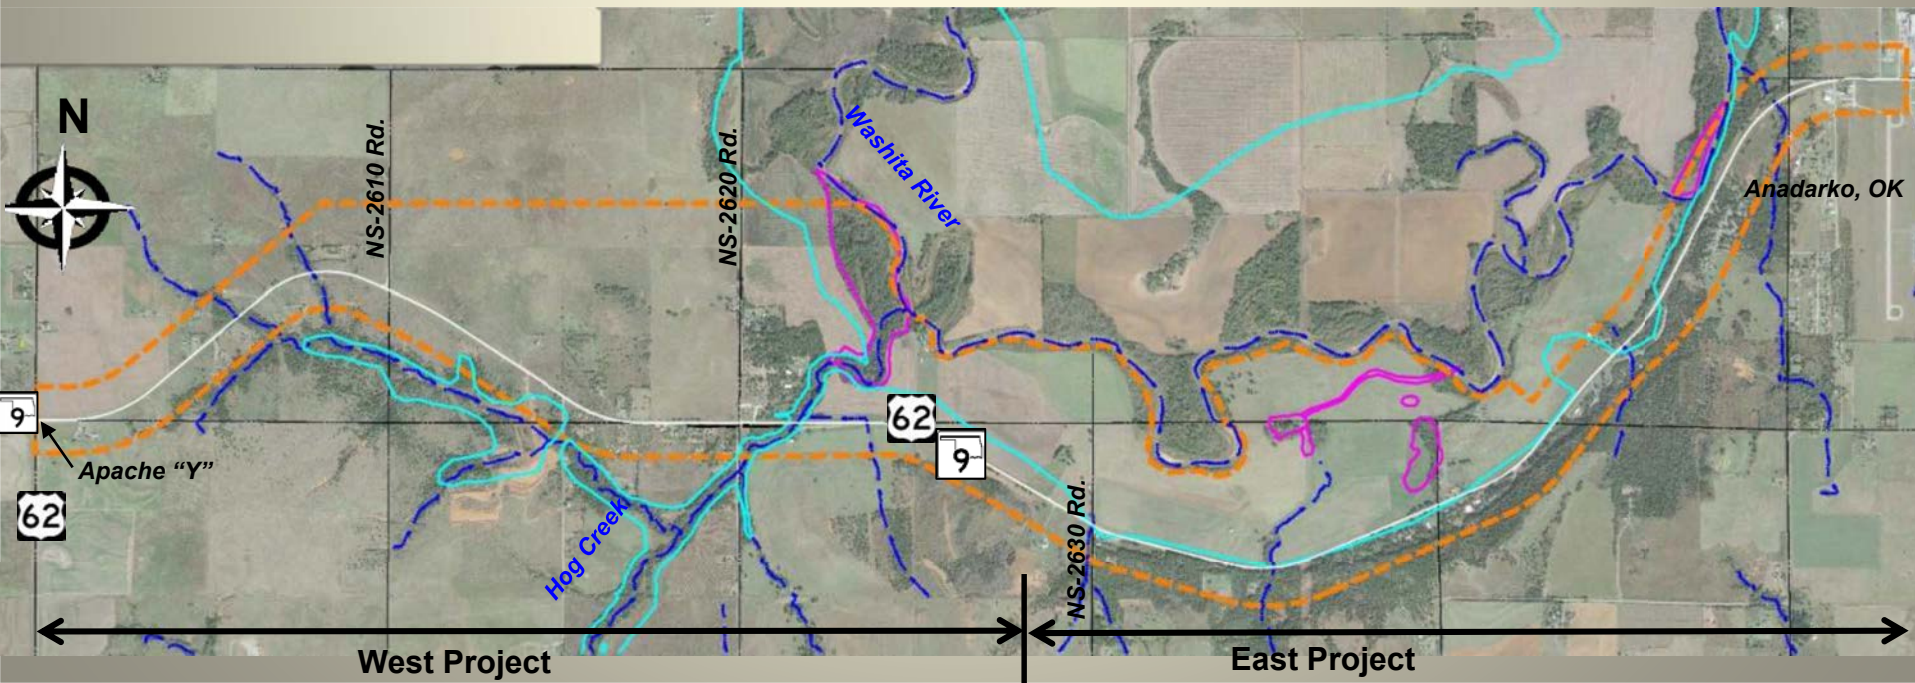 N
NS-2610 Rd.
NS-2620 Rd.
Washita River
Anadarko, OK
9
Apache “Y”
62
62
9
Hog Creek
NS-2630 Rd.
West Project
East Project